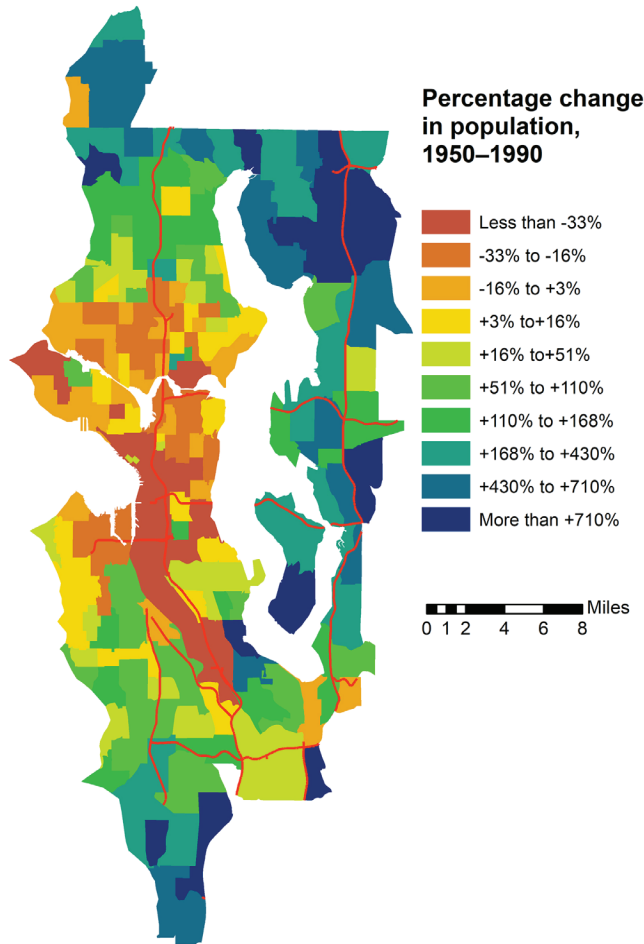 Percentage change
in population,
1950–1990
Less than -33%
-33% to -16%
-16% to +3%
+3% to+16%
+16% to+51%
+51% to +110%
+110% to +168%
+168% to +430%
+430% to +710%
More than +710%
Miles
0 1 2 4 6 8